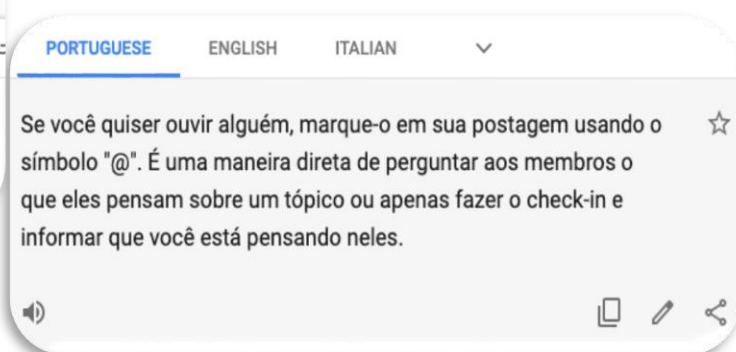 PORTUGUESE ENGLISH ITALIAN
Se você quiser ouvir alguém, marque-o em sua postagem usando o
símbolo "@". É uma maneira direta de perguntar aos membros o
que eles pensam sobre um tópico ou apenas fazer o check-in e
informar que você está pensando neles.